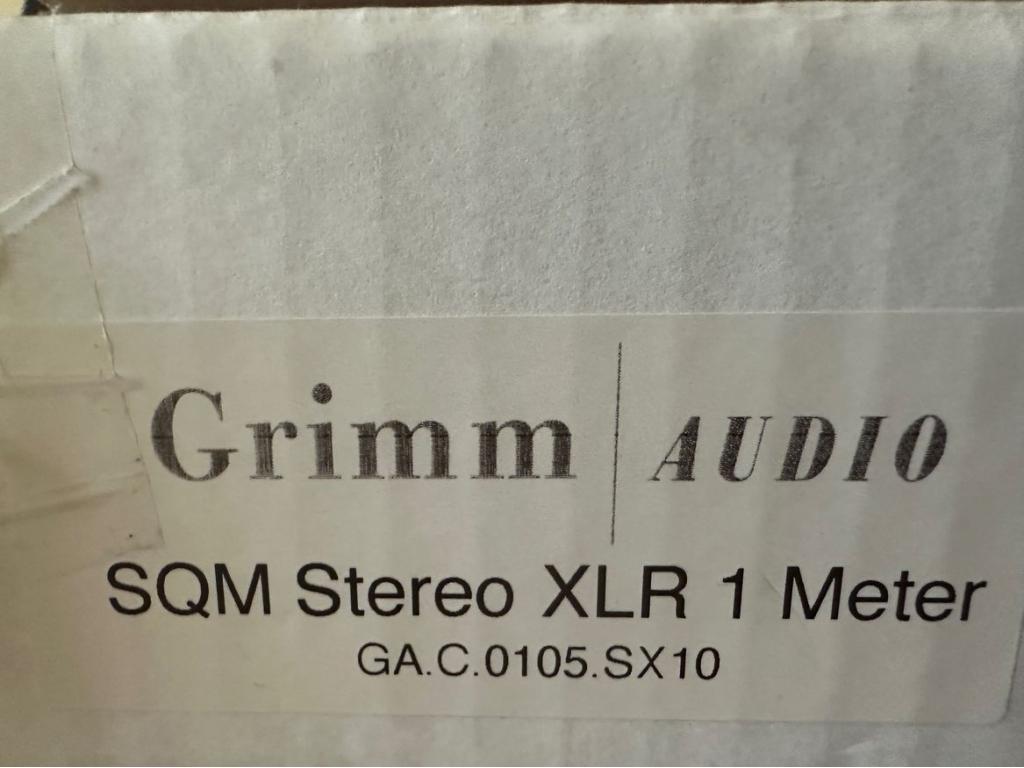 Grimm | AUDIO
SQM Stereo XLR 1 Meter
GA.C.0105.SX10